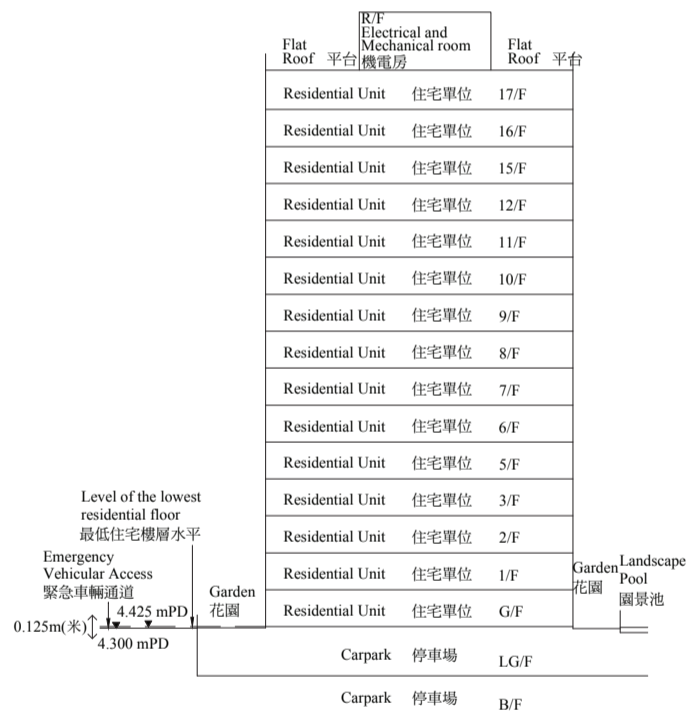 R/F
Electrical and
Mechanical room
機電房
Flat
Roof 平台
Flat
Roof 平台
Residential Unit 住宅單位 17/F
Residential Unit 住宅單位 16/F
Residential Unit 住宅單位 15/F
Residential Unit 住宅單位 12/F
Residential Unit 住宅單位 11/F
Residential Unit 住宅單位 10/F
Residential Unit 住宅單位 9/F
Residential Unit 住宅單位 8/F
Residential Unit 住宅單位 7/F
Residential Unit 住宅單位 6/F
Residential Unit 住宅單位 5/F
Residential Unit 住宅單位 3/F
Residential Unit 住宅單位 2/F
Residential Unit 住宅單位 1/F
Residential Unit 住宅單位 G/F
Level of the lowest
residential floor
最低住宅樓層水平
Emergency
Vehicular Access
緊急車輛通道
4.425 mPD
0.125m(米)
4.300 mPD
Garden
花園
Garden
花園
Landscape
Pool
園景池
Carpark 停車場 LG/F
Carpark 停車場 B/F